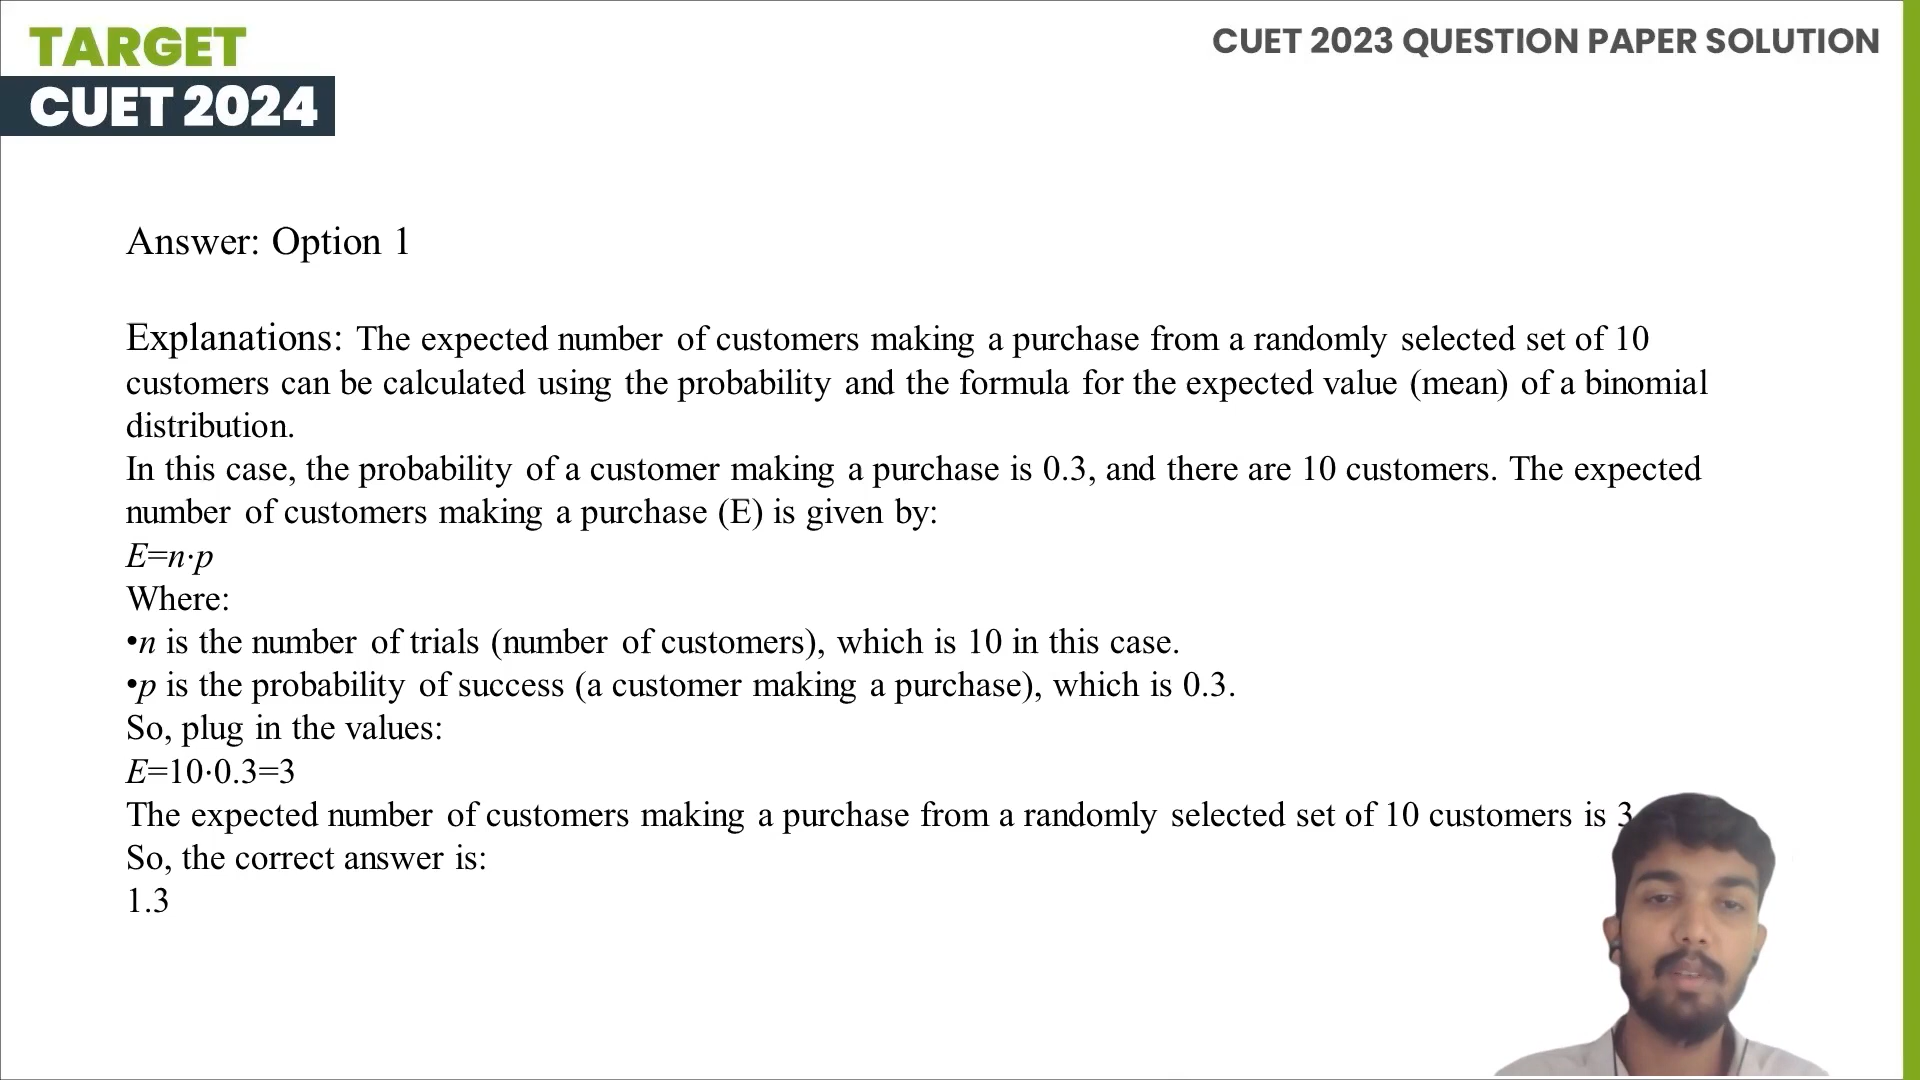 TARGET
CUET 2024
CUET 2023 QUESTION PAPER SOLUTION
Answer: Option 1
Explanations: The expected number of customers making a purchase from a randomly selected set of 10
customers can be calculated using the probability and the formula for the expected value (mean) of a binomial
distribution.
In this case, the probability of a customer making a purchase is 0.3, and there are 10 customers. The expected
number of customers making a purchase (E) is given by:
E=n·p
Where:
•n is the number of trials (number of customers), which is 10 in this case.
•p is the probability of success (a customer making a purchase), which is 0.3.
So, plug in the values:
E=10·0.3=3
The expected number of customers making a purchase from a randomly selected set of 10 customers is 3
So, the correct answer is:
1.3